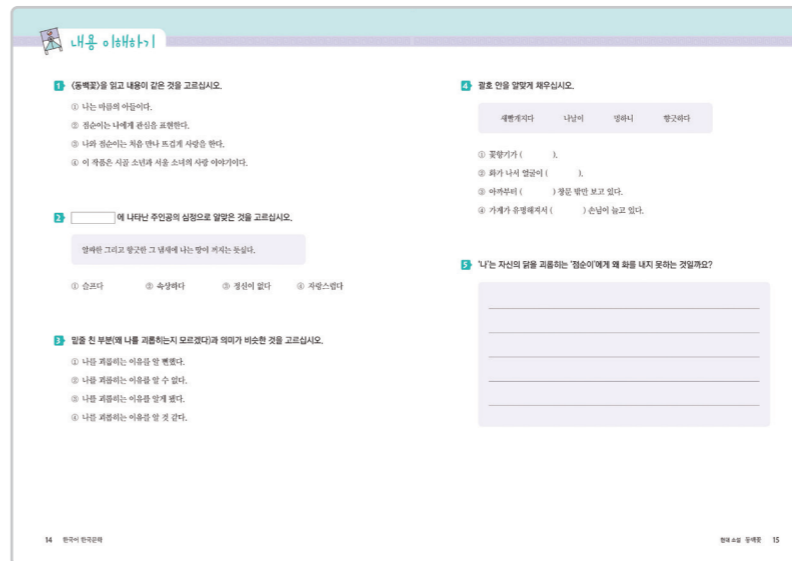 내용 이해하기
1 <동백꽃>을 읽고 내용이 같은 것을 고르십시오.
① 나는 마름의 아들이다.
② 점순이는 나에게 관심을 표현한다.
③ 나와 점순이는 처음 만나 뜨겁게 사랑을 한다.
④ 이 작품은 시골 소년과 서울 소녀의 사랑 이야기이다.
2 에 나타난 주인공의 심정으로 알맞은 것을 고르십시오.
알싸한 그리고 향긋한 그 냄새에 나는 땅이 꺼지는 듯싶다.
① 슬프다 ② 속상하다 ③ 정신이 없다 ④ 자랑스럽다
3 밑줄 친 부분(왜 나를 괴롭히는지 모르겠다)과 의미가 비슷한 것을 고르십시오.
① 나를 괴롭히는 이유를 알 뻔했다.
② 나를 괴롭히는 이유를 알 수 없다.
③ 나를 괴롭히는 이유를 알게 됐다.
④ 나를 괴롭히는 이유를 알 것 같다.
14 한국어 한국문학
4 괄호 안을 알맞게 채우십시오.
새빨개지다 나날이 멍하니 향긋하다
① 꽃향기가 ( ).
② 화가 나서 얼굴이 ( ).
③ 아까부터 ( ) 창문 밖만 보고 있다.
④ 가게가 유명해져서 ( ) 손님이 늘고 있다.
5 '나'는 자신의 닭을 괴롭히는 '점순이'에게 왜 화를 내지 못하는 것일까요?
현대 소설 동백꽃 15